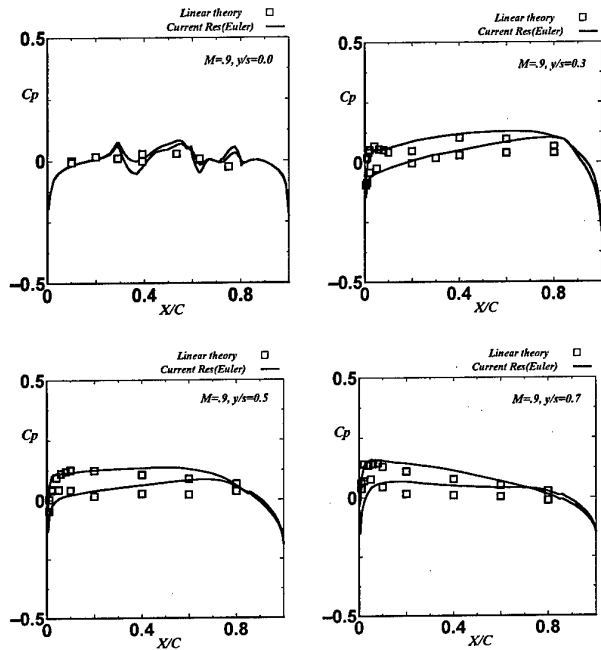 Linear theory
Current Res(Euler)
0.5
M=.9, y/s=0.0
Cp
0
−0.5
0 0.4 0.8
X/C
Linear theory
Current Res(Euler)
0.5
M=.9, y/s=0.3
Cp
0
−0.5
0 0.4 0.8
X/C
Linear theory
Current Res(Euler)
0.5
M=.9, y/s=0.5
Cp
0
−0.5
0 0.4 0.8
X/C
Linear theory
Current Res(Euler)
0.5
M=.9, y/s=0.7
Cp
0
−0.5
0 0.4 0.8
X/C